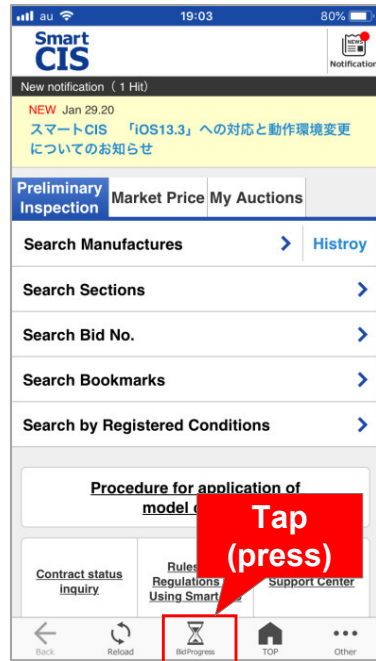 au 19:03 80%
Smart
CIS
NEWS
Notification
New notification（ 1 Hit）
NEW Jan 29.20
スマートCIS 「iOS13.3」への対応と動作環境変更
についてのお知らせ
Preliminary
Inspection
Market Price
My Auctions
Search Manufactures
Histroy
Search Sections
Search Bid No.
Search Bookmarks
Search by Registered Conditions
Procedure for application of
model
Tap
(press)
Contract status
inquiry
Rules
Regulations
Using Smart
Support Center
Back
Reload
BidProgress
TOP
Other